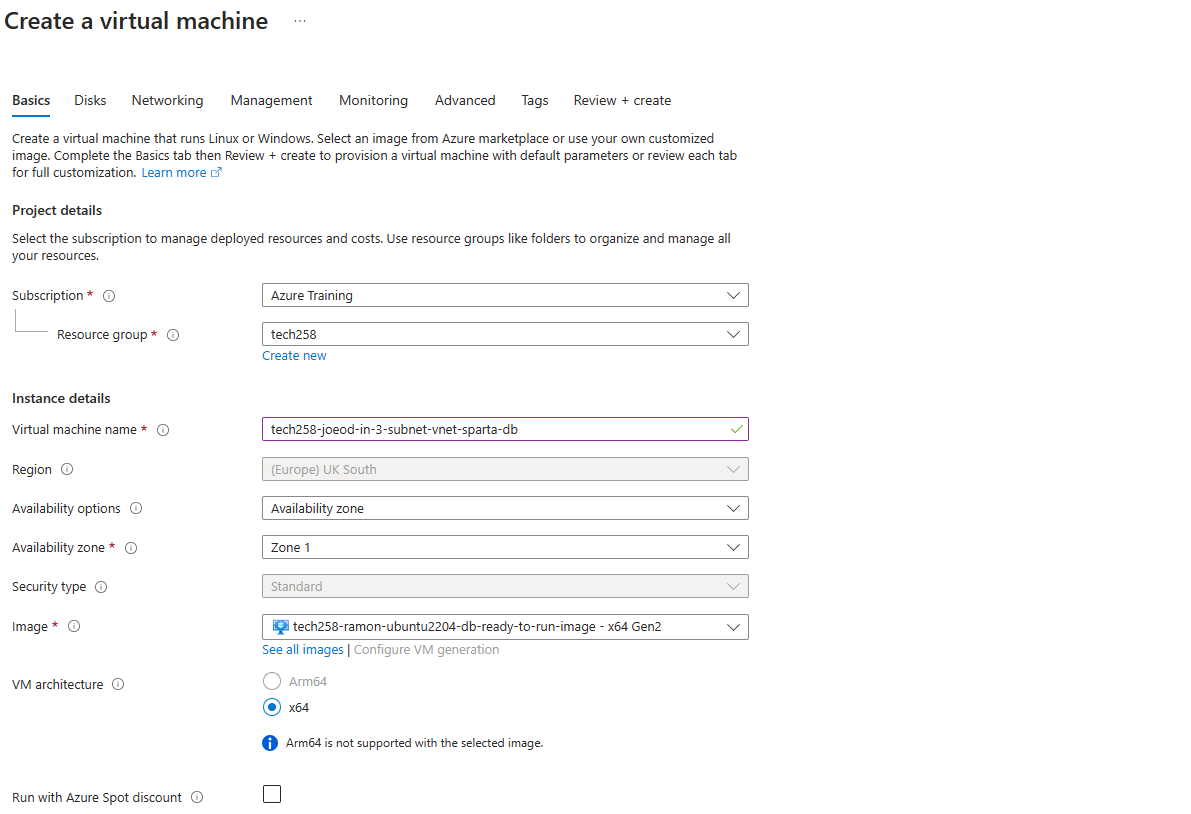 Create a virtual machine ...
Basics Disks Networking Management Monitoring Advanced Tags Review + create
Create a virtual machine that runs Linux or Windows. Select an image from Azure marketplace or use your own customized
image. Complete the Basics tab then Review + create to provision a virtual machine with default parameters or review each tab
for full customization. Learn more
Project details
Select the subscription to manage deployed resources and costs. Use resource groups like folders to organize and manage all
your resources.
Subscription * Azure Training
Resource group * tech258
Create new
Instance details
Virtual machine name * tech258-joeod-in-3-subnet-vnet-sparta-db
Region (Europe) UK South
Availability options Availability zone
Availability zone * Zone 1
Security type Standard
Image * tech258-ramon-ubuntu2204-db-ready-to-run-image - x64 Gen2
See all images | Configure VM generation
VM architecture Arm64
x64
Arm64 is not supported with the selected image.
Run with Azure Spot discount